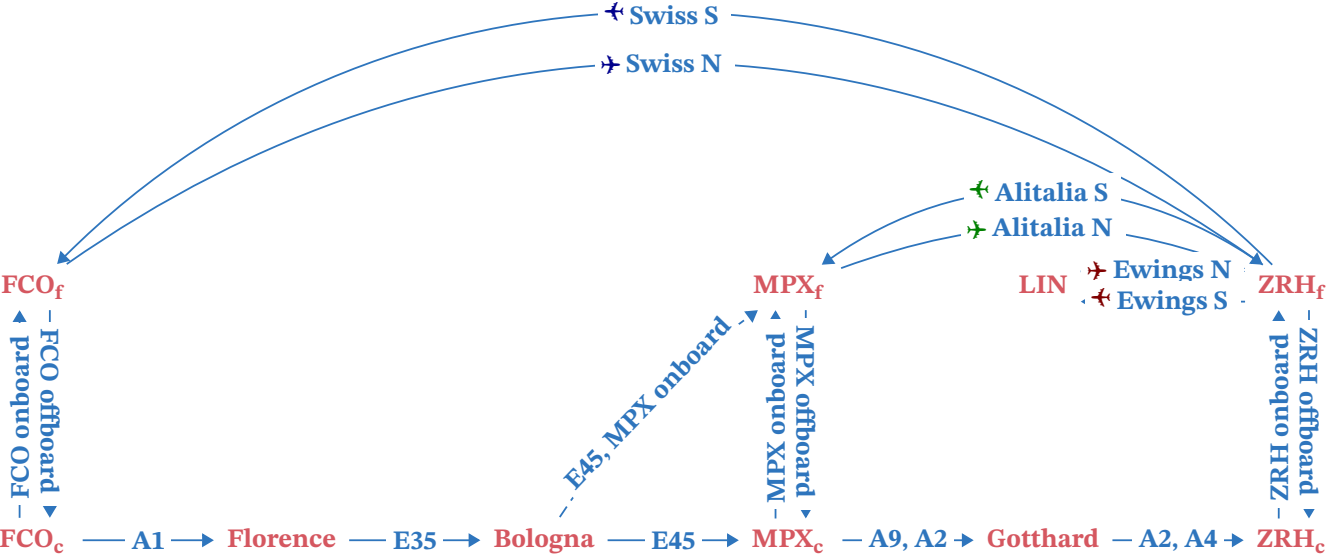 Swiss S
Swiss N
Alitalia S
Alitalia N
FCOf MPXf LIN Ewings N ZRHf
Ewings S
FCO onboard
FCO offboard
E45, MPX onboard
MPX onboard
MPX offboard
ZRH onboard
ZRH offboard
FCOc A1 Florence E35 Bologna E45 MPXc A9, A2 Gotthard A2, A4 ZRHc